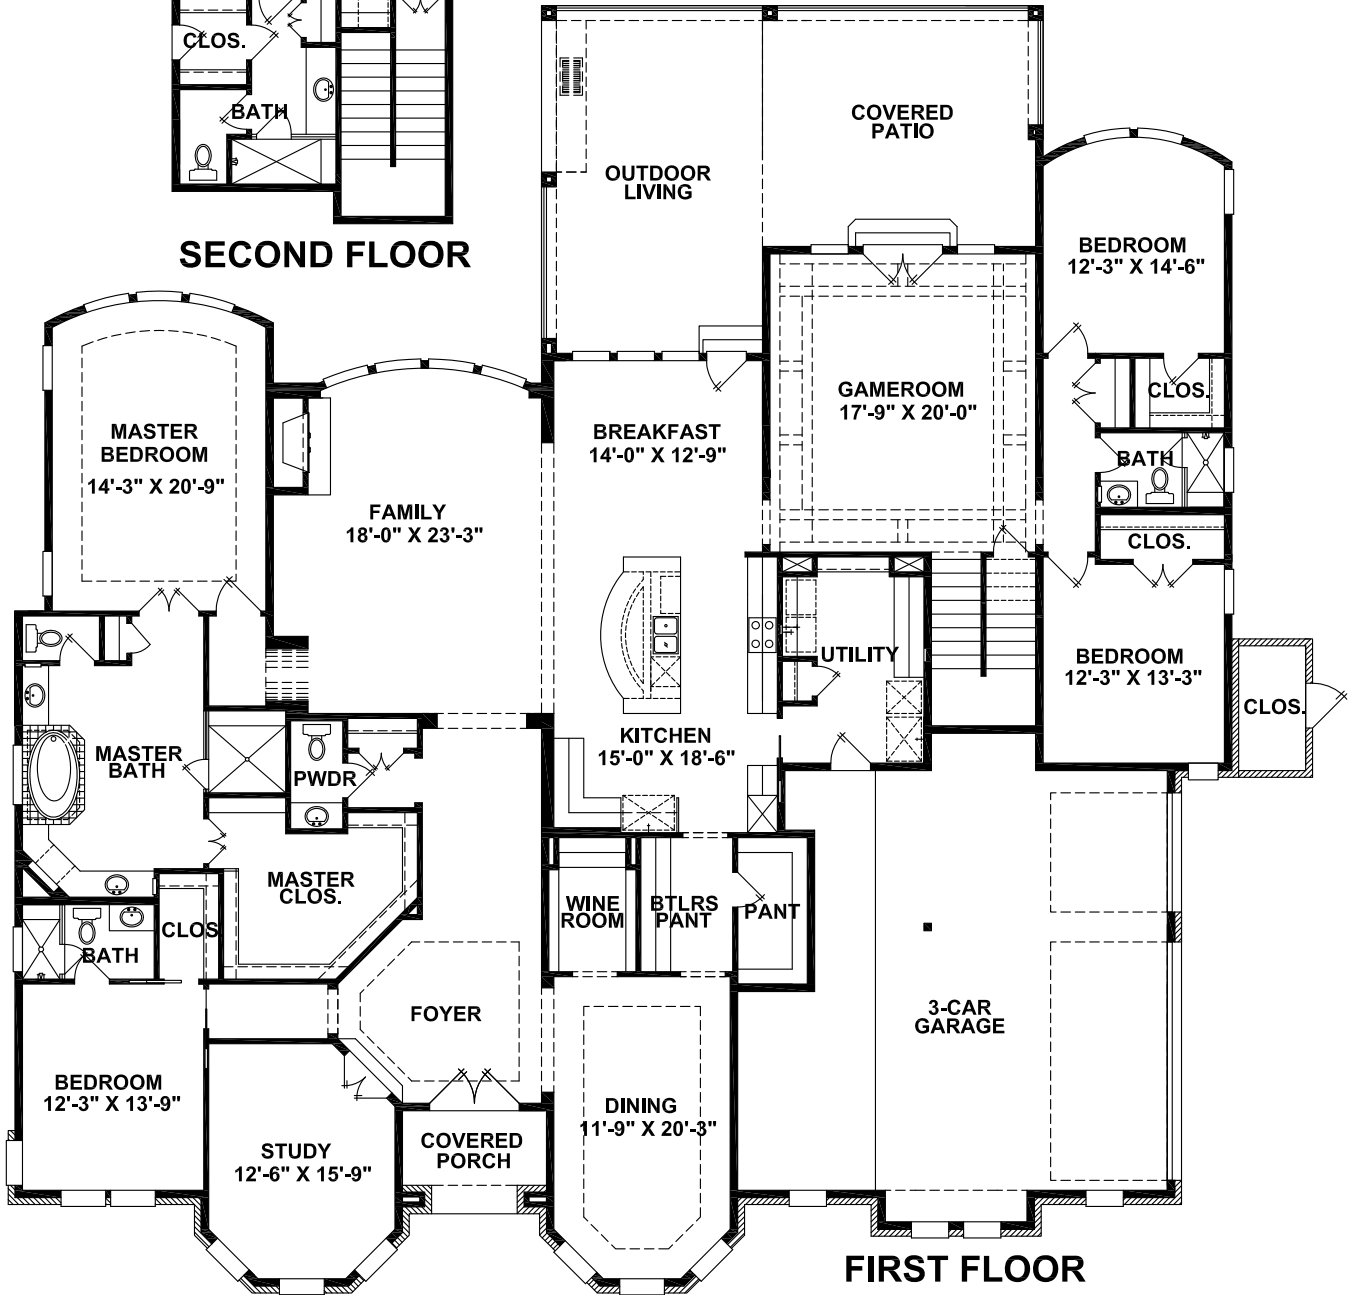 CLOS.
BATH
SECOND FLOOR
COVERED
PATIO
OUTDOOR
LIVING
BEDROOM
12'-3" X 14'-6"
GAMEROOM
17'-9" X 20'-0"
CLOS.
MASTER
BEDROOM
14'-3" X 20'-9"
BREAKFAST
14'-0" X 12'-9"
BATH
FAMILY
18'-0" X 23'-3"
CLOS.
UTILITY
BEDROOM
12'-3" X 13'-3"
CLOS.
KITCHEN
15'-0" X 18'-6"
MASTER
BATH
PWDR
MASTER
CLOS.
WINE
ROOM
BTLRS
PANT
PANT
CLOS
BATH
FOYER
3-CAR
GARAGE
BEDROOM
12'-3" X 13'-9"
DINING
11'-9" X 20'-3"
STUDY
12'-6" X 15'-9"
COVERED
PORCH
FIRST FLOOR